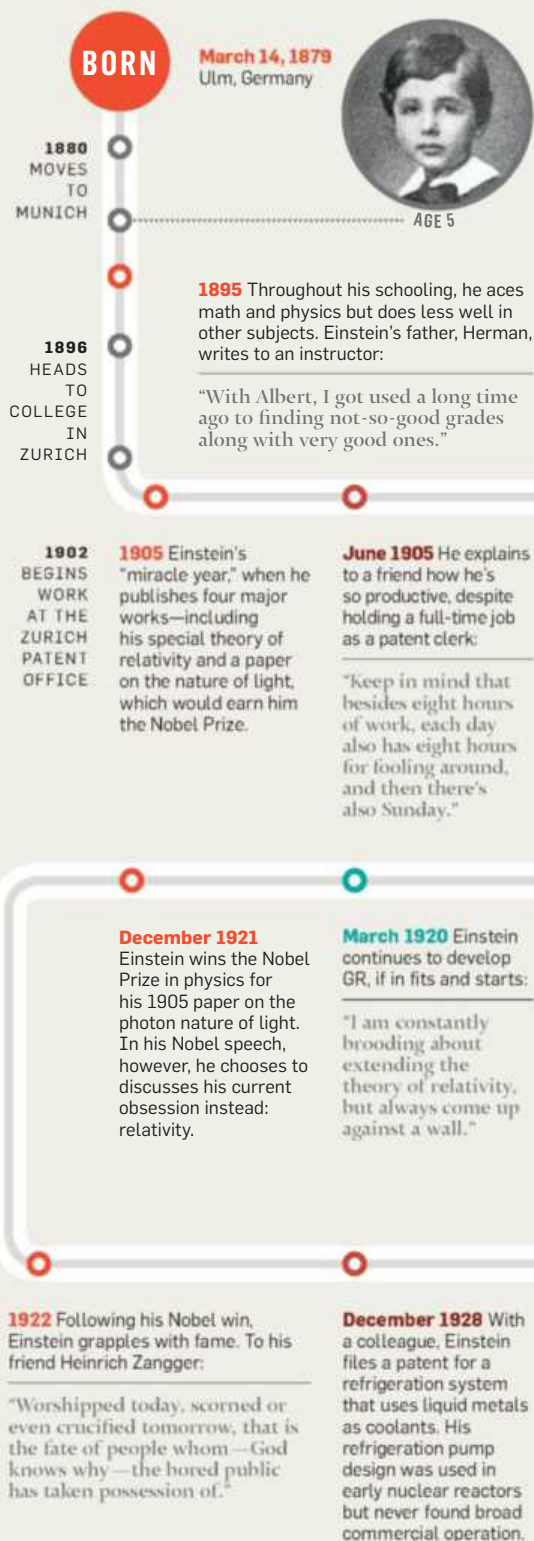 BORN
March 14, 1879
Ulm, Germany
1880
MOVES
TO
MUNICH
AGE 5
1895 Throughout his schooling, he aces
math and physics but does less well in
other subjects. Einstein's father, Herman,
writes to an instructor:
"With Albert, I got used a long time
ago to finding not-so-good grades
along with very good ones."
1896
HEADS
TO
COLLEGE
IN
ZURICH
1902
BEGINS
WORK
AT THE
ZURICH
PATENT
OFFICE
1905 Einstein's
"miracle year," when he
publishes four major
works—including
his special theory of
relativity and a paper
on the nature of light,
which would earn him
the Nobel Prize.
June 1905 He explains
to a friend how he's
so productive, despite
holding a full-time job
as a patent clerk:
"Keep in mind that
besides eight hours
of work, each day
also has eight hours
for fooling around,
and then there's
also Sunday."
December 1921
Einstein wins the Nobel
Prize in physics for
his 1905 paper on the
photon nature of light.
In his Nobel speech,
however, he chooses to
discusses his current
obsession instead:
relativity.
March 1920 Einstein
continues to develop
GR, if in fits and starts:
"I am constantly
brooding about
extending the
theory of relativity,
but always come up
against a wall."
1922 Following his Nobel win,
Einstein grapples with fame. To his
friend Heinrich Zangger:
"Worshipped today, scorned or
even crucified tomorrow, that is
the fate of people whom—God
knows why—the bored public
has taken possession of."
December 1928 With
a colleague, Einstein
files a patent for a
refrigeration system
that uses liquid metals
as coolants. His
refrigeration pump
design was used in
early nuclear reactors
but never found broad
commercial operation.